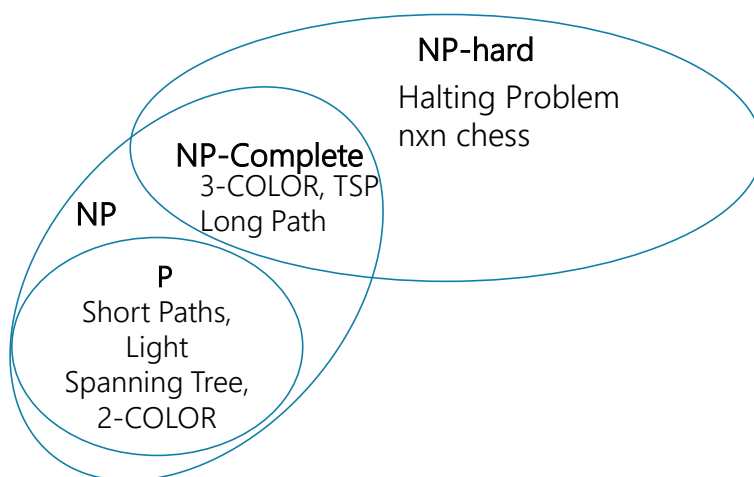 NP-hard
Halting Problem
nxn chess
NP-Complete
3-COLOR, TSP
Long Path
NP
P
Short Paths,
Light
Spanning Tree,
2-COLOR